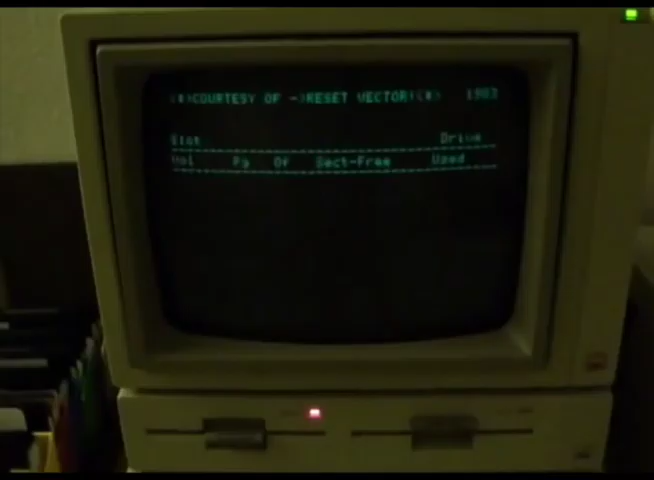 (*)COURTESY OF ->RESET VECTOR!(*) 1983
Slot Drive
Vol Pg Of Sect-Free Used